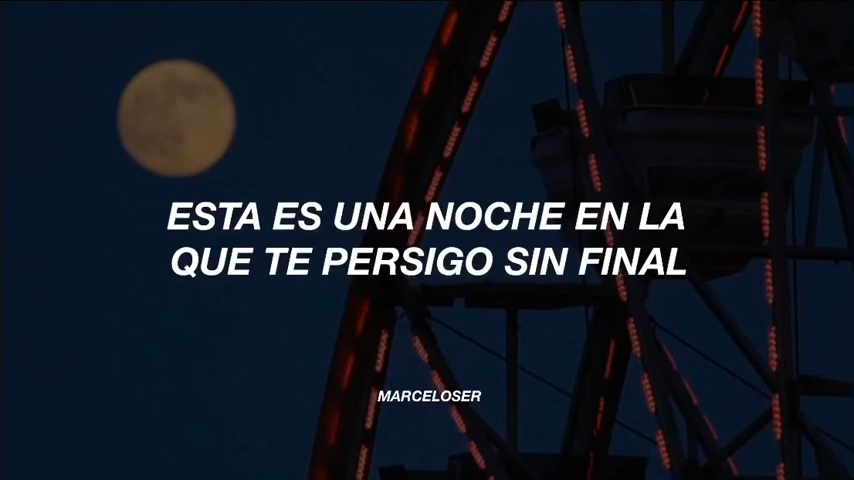 ESTA ES UNA NOCHE EN LA
QUE TE PERSIGO SIN FINAL
MARCELOSER